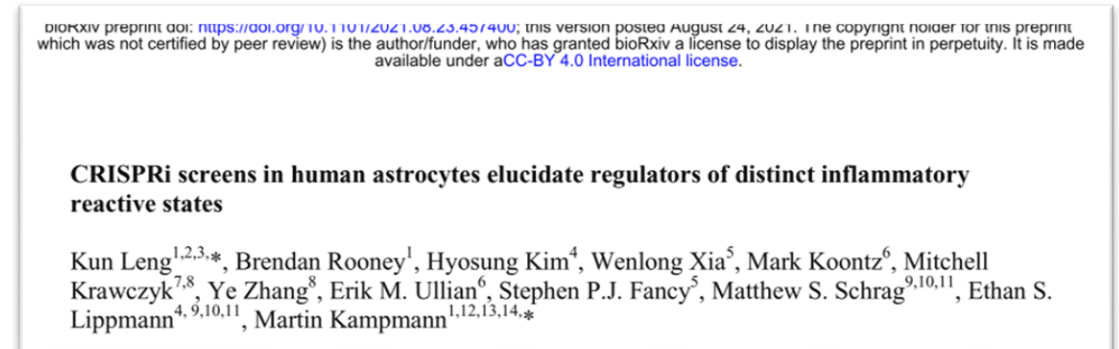 bioRxiv preprint doi: https://doi.org/10.1101/2021.08.23.457400; this version posted August 24, 2021. The copyright holder for this preprint
which was not certified by peer review) is the author/funder, who has granted bioRxiv a license to display the preprint in perpetuity. It is made
available under aCC-BY 4.0 International license.
CRISPRi screens in human astrocytes elucidate regulators of distinct inflammatory
reactive states
Kun Leng1,2,3,*, Brendan Rooney1, Hyosung Kim4, Wenlong Xia5, Mark Koontz6, Mitchell
Krawczyk7,8, Ye Zhang8, Erik M. Ullian6, Stephen P.J. Fancy5, Matthew S. Schrag9,10,11, Ethan S.
Lippmann4, 9,10,11, Martin Kampmann1,12,13,14,*